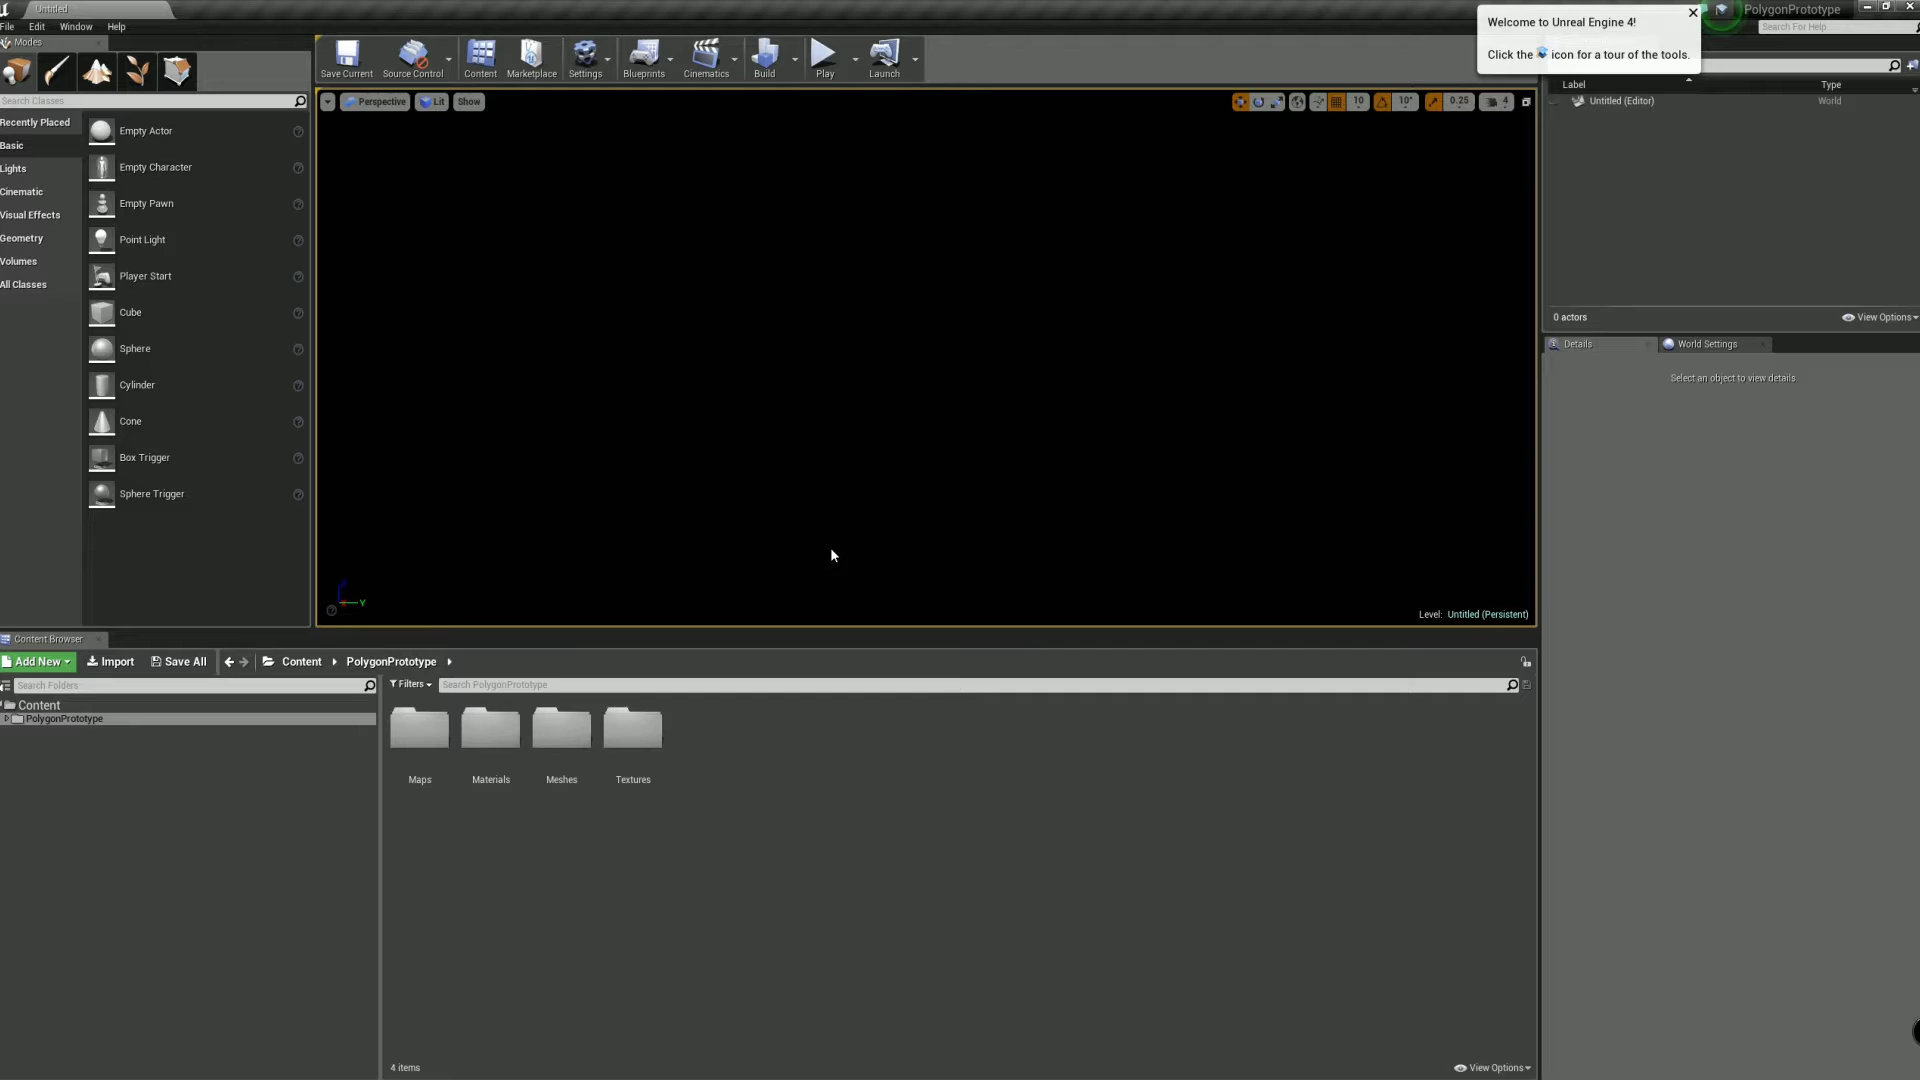 Untitled
PolygonPrototype
File Edit Window Help
Search For Help
Welcome to Unreal Engine 4!
Click the icon for a tour of the tools.
Modes
Save Current
Source Control
Content
Marketplace
Settings
Blueprints
Cinematics
Build
Play
Launch
Search Classes
Recently Placed
Basic
Lights
Cinematic
Visual Effects
Geometry
Volumes
All Classes
Empty Actor
Empty Character
Empty Pawn
Point Light
Player Start
Cube
Sphere
Cylinder
Cone
Box Trigger
Sphere Trigger
Perspective Lit Show
10 10° 0.25 4
Y
Level: Untitled (Persistent)
Label Type
Untitled (Editor) World
0 actors View Options
Details World Settings
Select an object to view details.
Content Browser
Add New Import Save All Content PolygonPrototype
Search Folders
Filters Search PolygonPrototype
Content
PolygonPrototype
Maps Materials Meshes Textures
4 items View Options